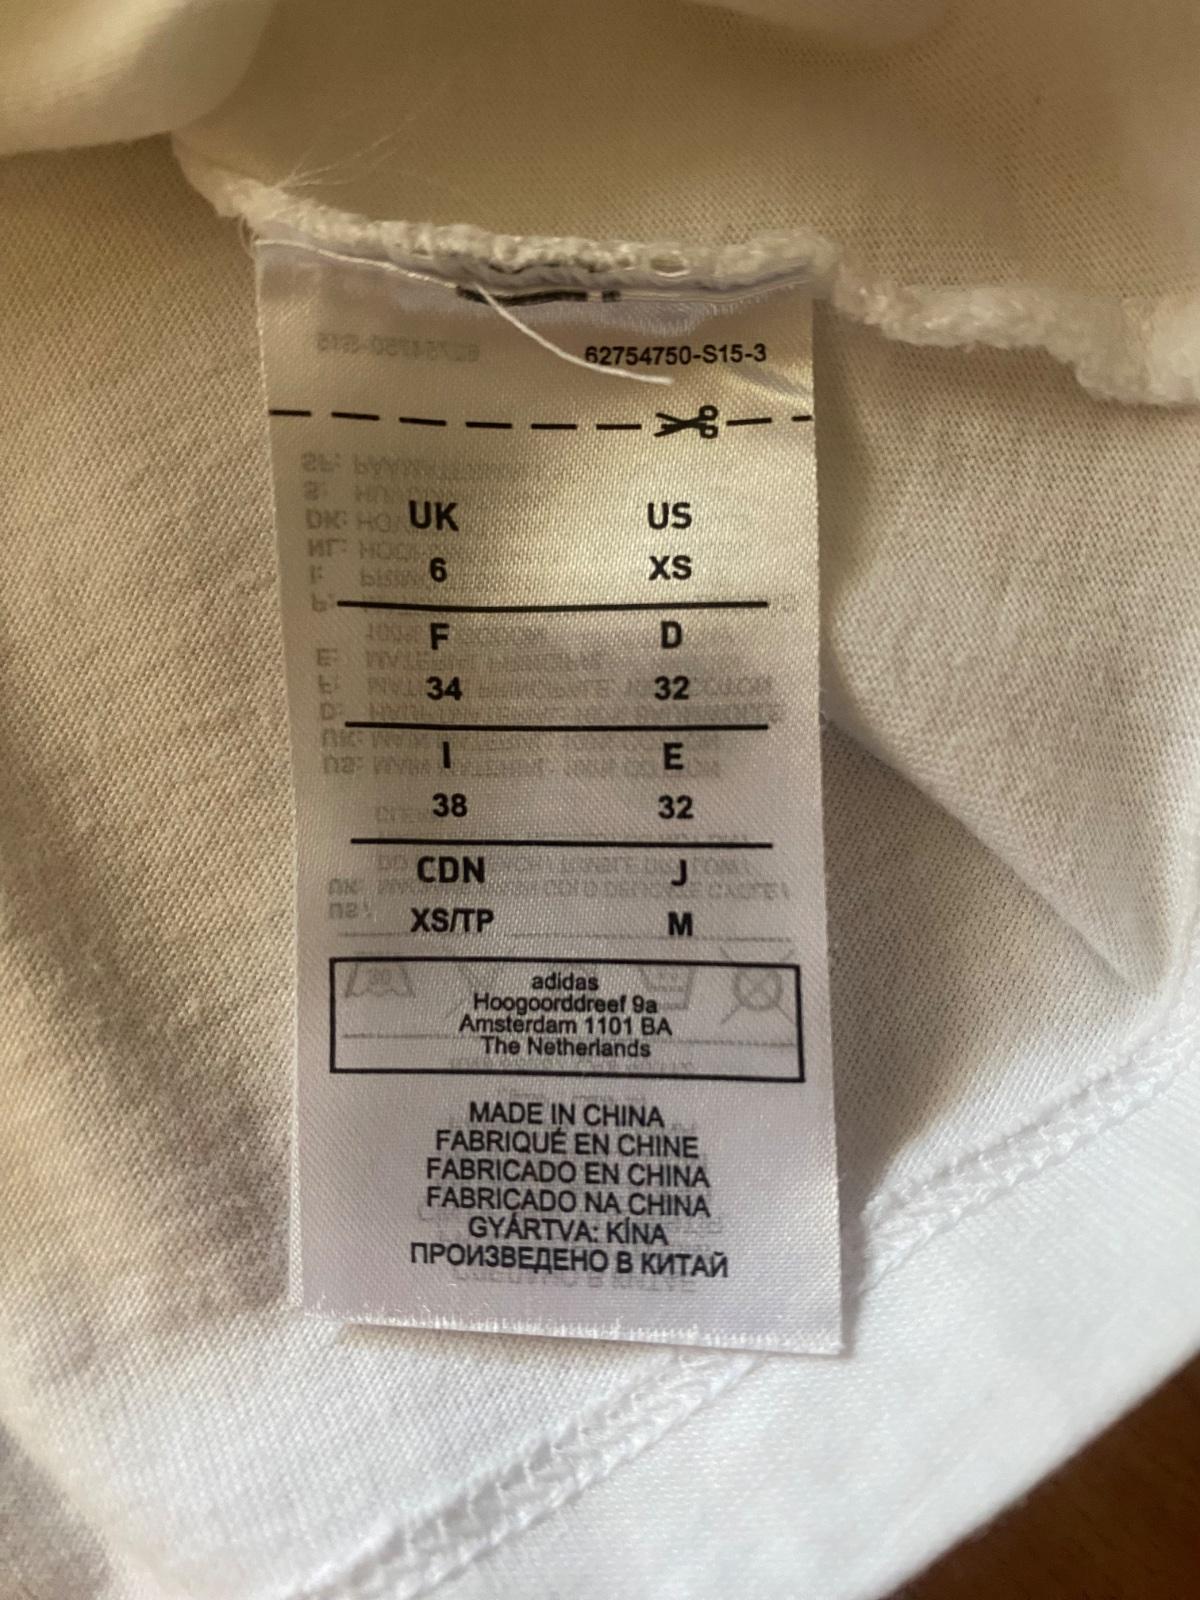 62754750-S15-3
UK US
6 XS
F D
34 32
I E
38 32
CDN J
XS/TP M
adidas
Hoogoorddreef 9a
Amsterdam 1101 BA
The Netherlands
MADE IN CHINA
FABRIQUÉ EN CHINE
FABRICADO EN CHINA
FABRICADO NA CHINA
GYÁRTVA: KÍNA
ПРОИЗВЕДЕНО В КИТАЙ